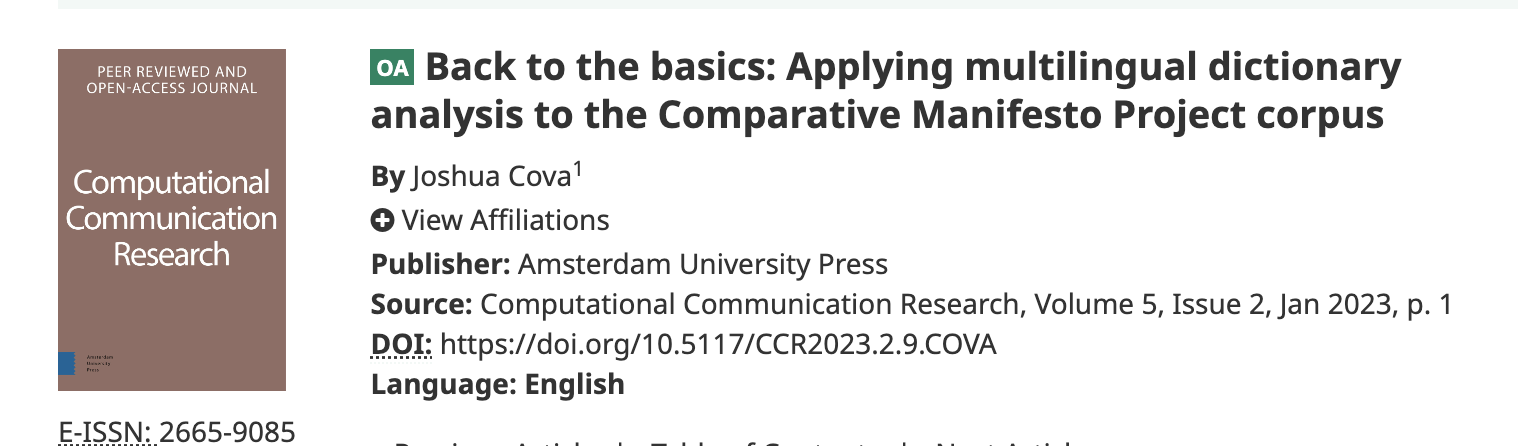 PEER REVIEWED AND
OPEN-ACCESS JOURNAL
Computational
Communication
Research
Amsterdam
University
Press
E-ISSN: 2665-9085
OA Back to the basics: Applying multilingual dictionary
analysis to the Comparative Manifesto Project corpus
By Joshua Cova1
View Affiliations
Publisher: Amsterdam University Press
Source: Computational Communication Research, Volume 5, Issue 2, Jan 2023, p. 1
DOI: https://doi.org/10.5117/CCR2023.2.9.COVA
Language: English